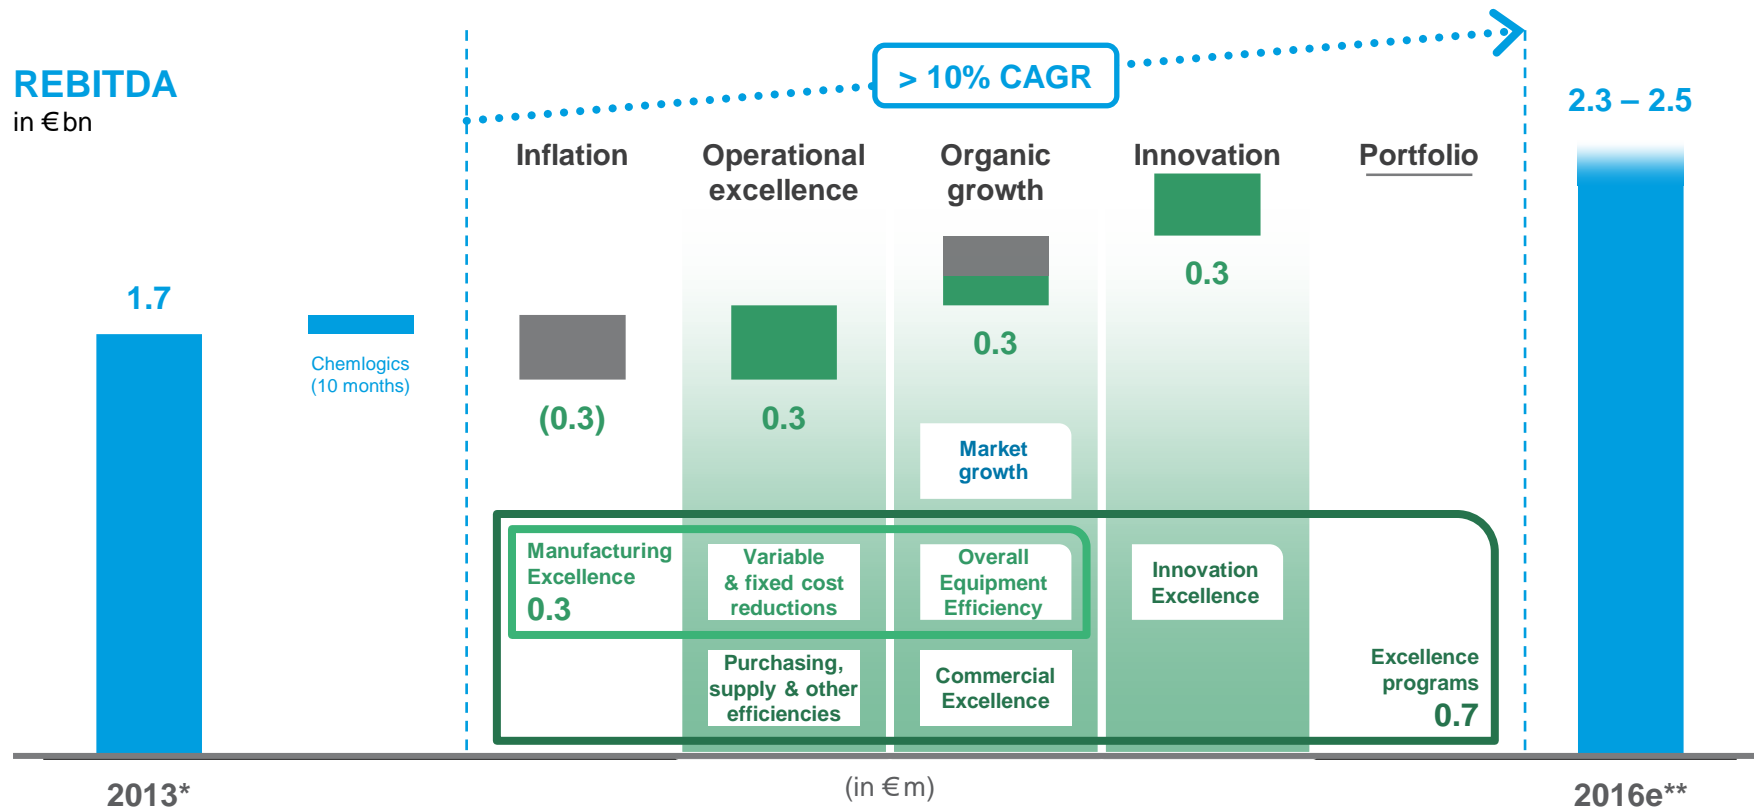 REBITDA
in €bn
> 10% CAGR
2.3 – 2.5
Inflation
Operational
excellence
Organic
growth
Innovation
Portfolio
1.7
Chemlogics
(10 months)
(0.3)
0.3
0.3
0.3
Market
growth
Manufacturing
Excellence
0.3
Variable
& fixed cost
reductions
Overall
Equipment
Efficiency
Innovation
Excellence
Purchasing,
supply & other
efficiencies
Commercial
Excellence
Excellence
programs
0.7
2013*
(in €m)
2016e**